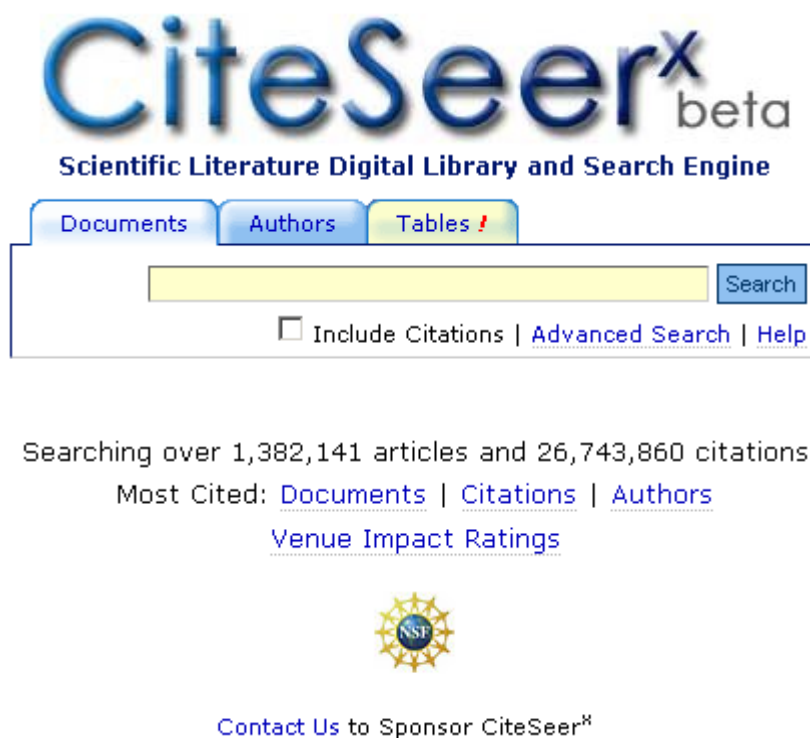 CiteSeerx beta
Scientific Literature Digital Library and Search Engine
Documents Authors Tables !
Search
Include Citations | Advanced Search | Help
Searching over 1,382,141 articles and 26,743,860 citations
Most Cited: Documents | Citations | Authors
Venue Impact Ratings
NSF
Contact Us to Sponsor CiteSeerX